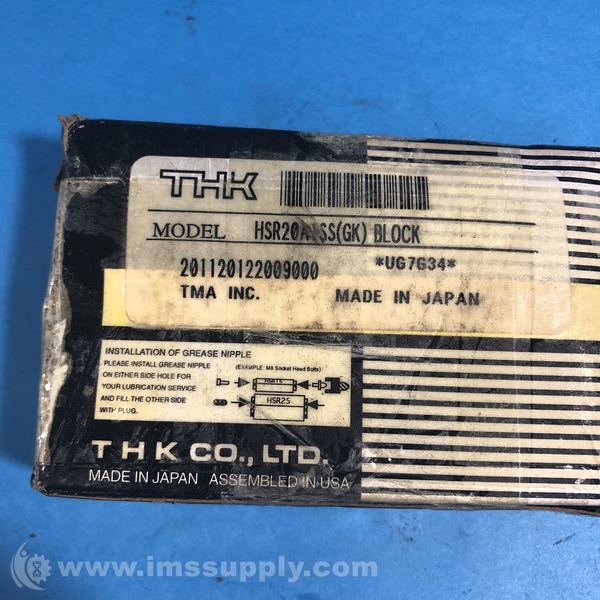 THK
MODEL HSR20A1SS(GK) BLOCK
201120122009000 *UG7G34*
TMA INC. MADE IN JAPAN
INSTALLATION OF GREASE NIPPLE
PLEASE INSTALL GREASE NIPPLE
ON EITHER SIDE HOLE FOR
YOUR LUBRICATION SERVICE
AND FILL THE OTHER SIDE
WITH PLUG.
(EXAMPLE: M6 Socket Head Bolts)
HSR15
HSR25
THK CO., LTD.
MADE IN JAPAN ASSEMBLED IN USA
© www.imssupply.com